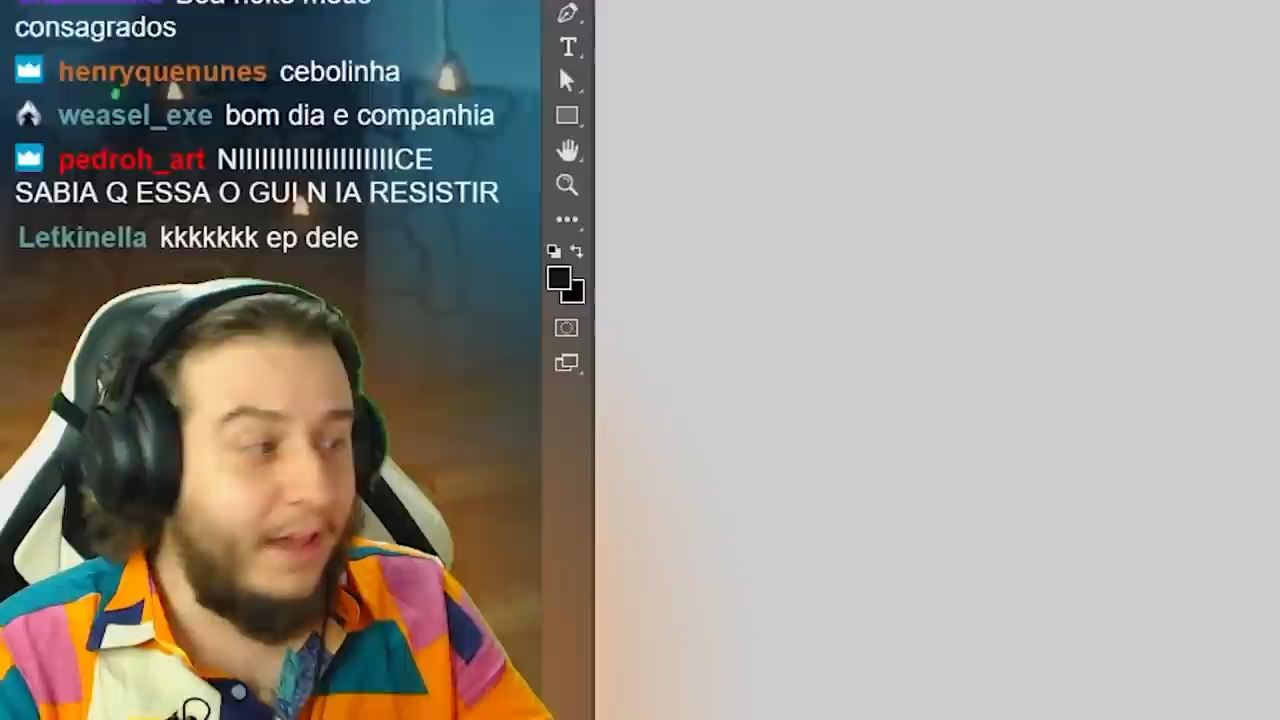 consagrados
henryquenunes cebolinha
weasel_exe bom dia e companhia
pedroh_art NIIIIIIIIIIIIIIIIIIIICE
SABIA Q ESSA O GUI N IA RESISTIR
Letkinella kkkkkkk ep dele